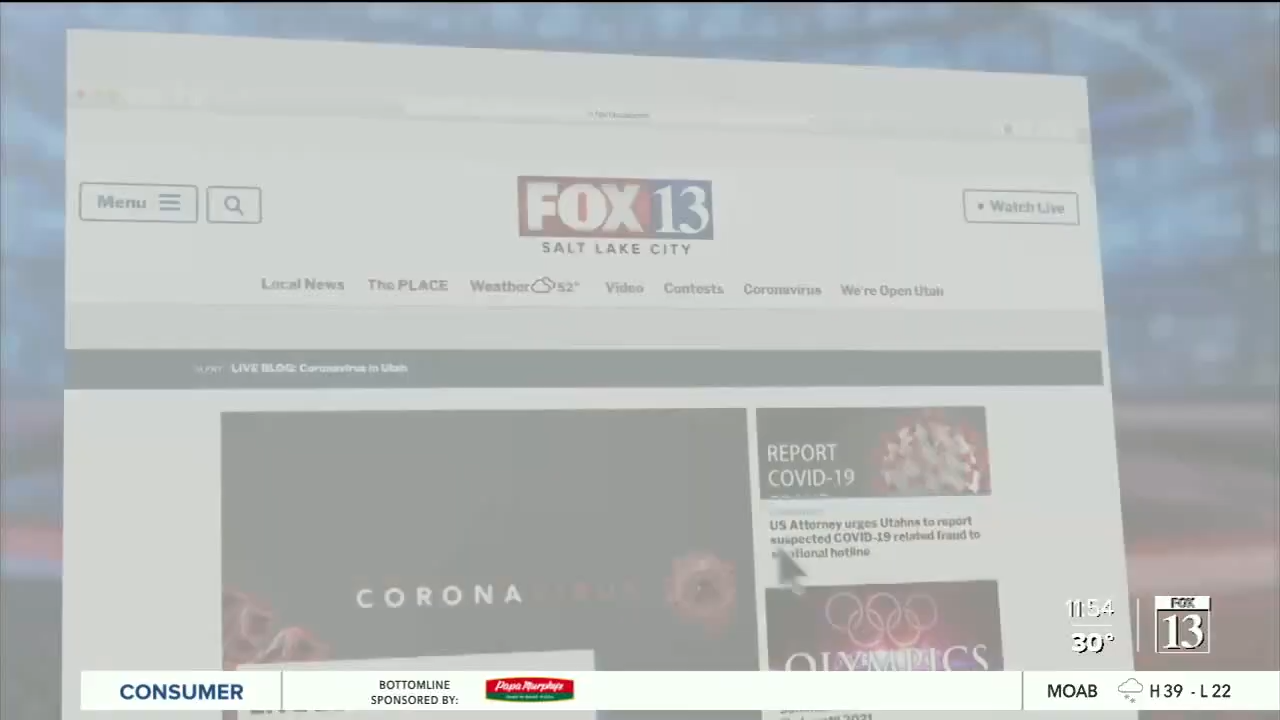 Menu
FOX 13
SALT LAKE CITY
Watch Live
Local News The PLACE Weather 52° Video Contests Coronavirus We're Open Utah
LIVE BLOG: Coronavirus in Utah
CORONAVIRUS
REPORT
COVID-19
US Attorney urges Utahns to report
suspected COVID-19 related fraud to
national hotline
OLYMPICS
11:54
30°
FOX
13
CONSUMER
BOTTOMLINE
SPONSORED BY:
Papa Murphy's
MOAB H 39 - L 22